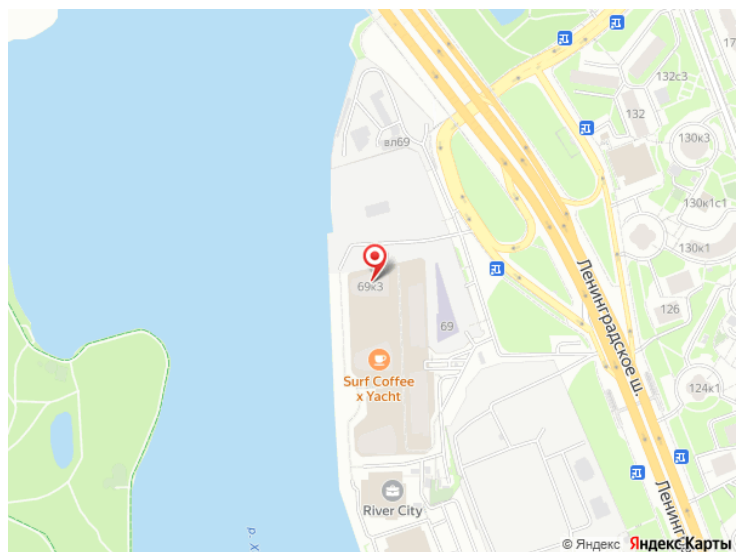 17
132с3
132
130к3
вл69
130к1с1
130к1
Ленинградское ш.
69к3
126
69
Surf Coffee
x Yacht
124к1
River City
Ленинг
р. Х
© Яндекс Яндекс Карты